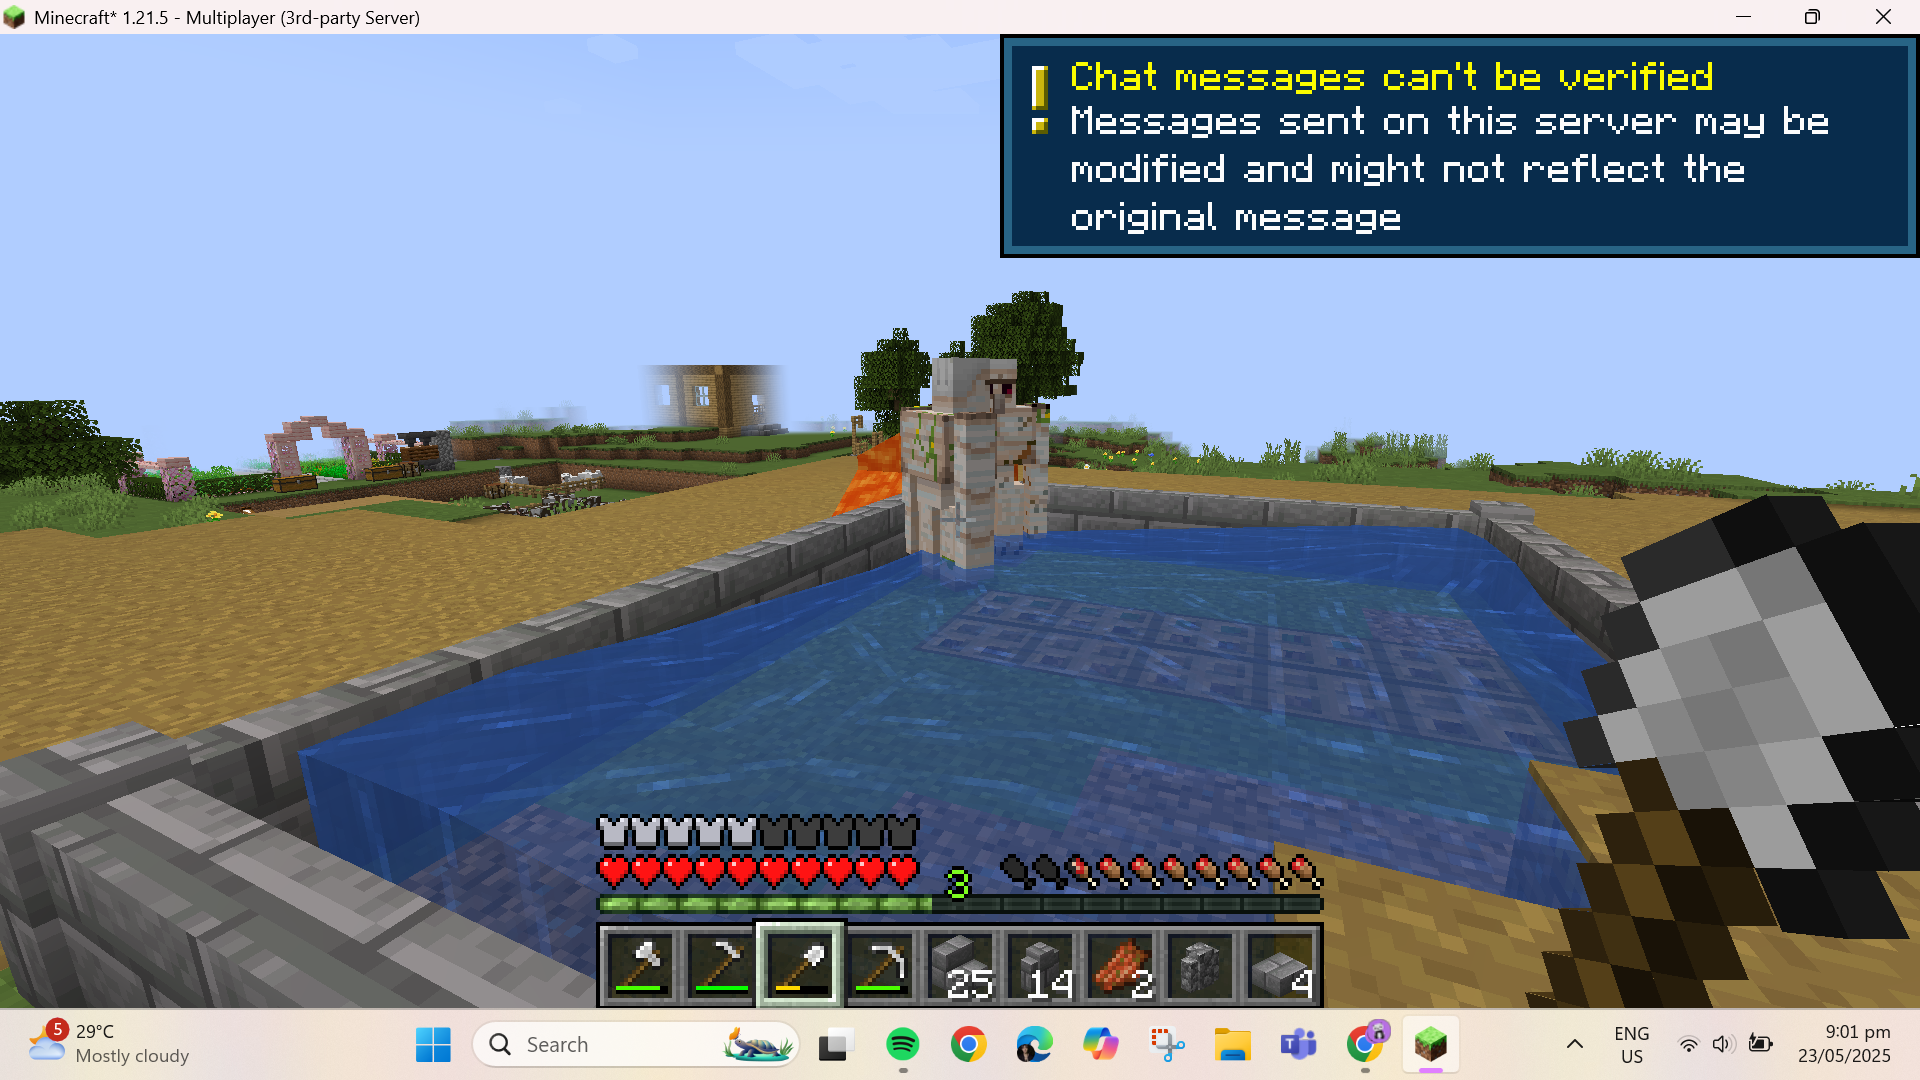 Minecraft* 1.21.5 - Multiplayer (3rd-party Server)
Chat messages can't be verified
Messages sent on this server may be
modified and might not reflect the
original message
3
25
14
2
4
5
29°C
Mostly cloudy
Search
ENG
US
9:01 pm
23/05/2025